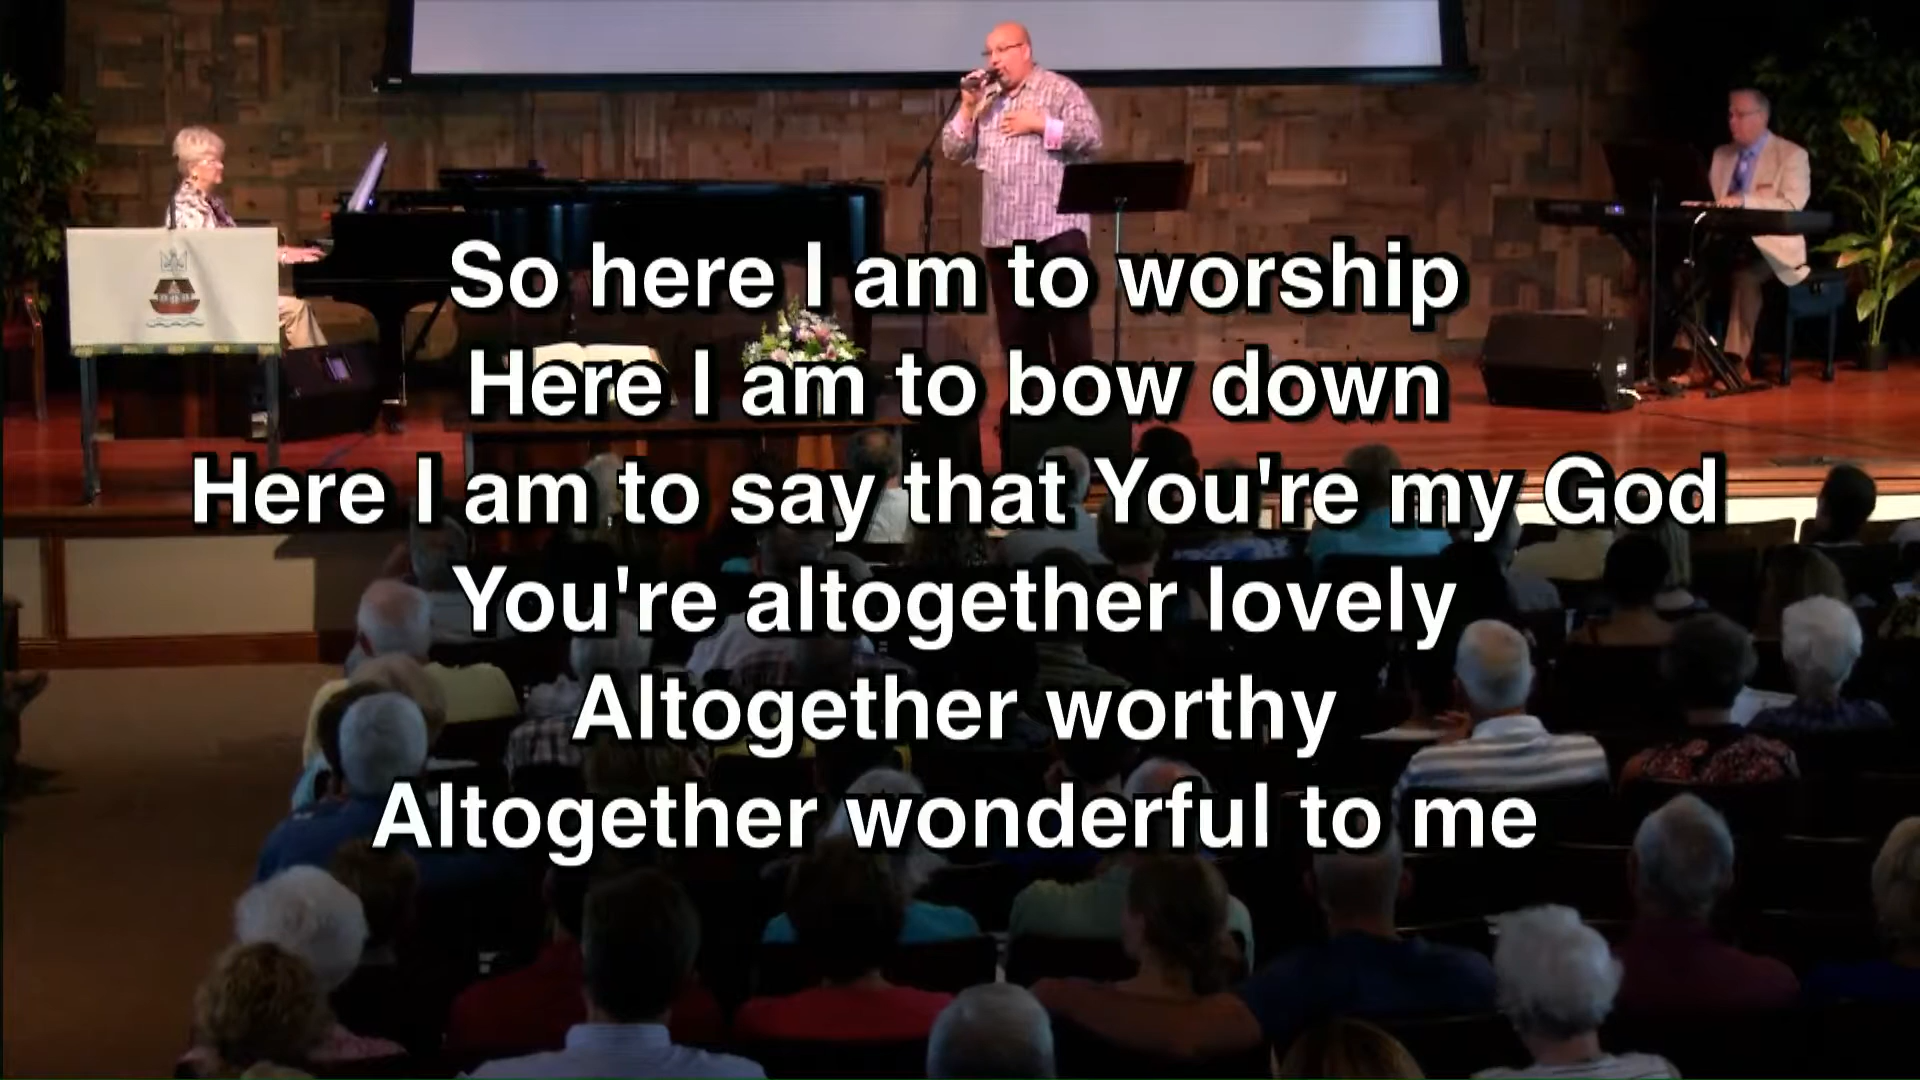 So here I am to worship
Here I am to bow down
Here I am to say that You're my God
You're altogether lovely
Altogether worthy
Altogether wonderful to me